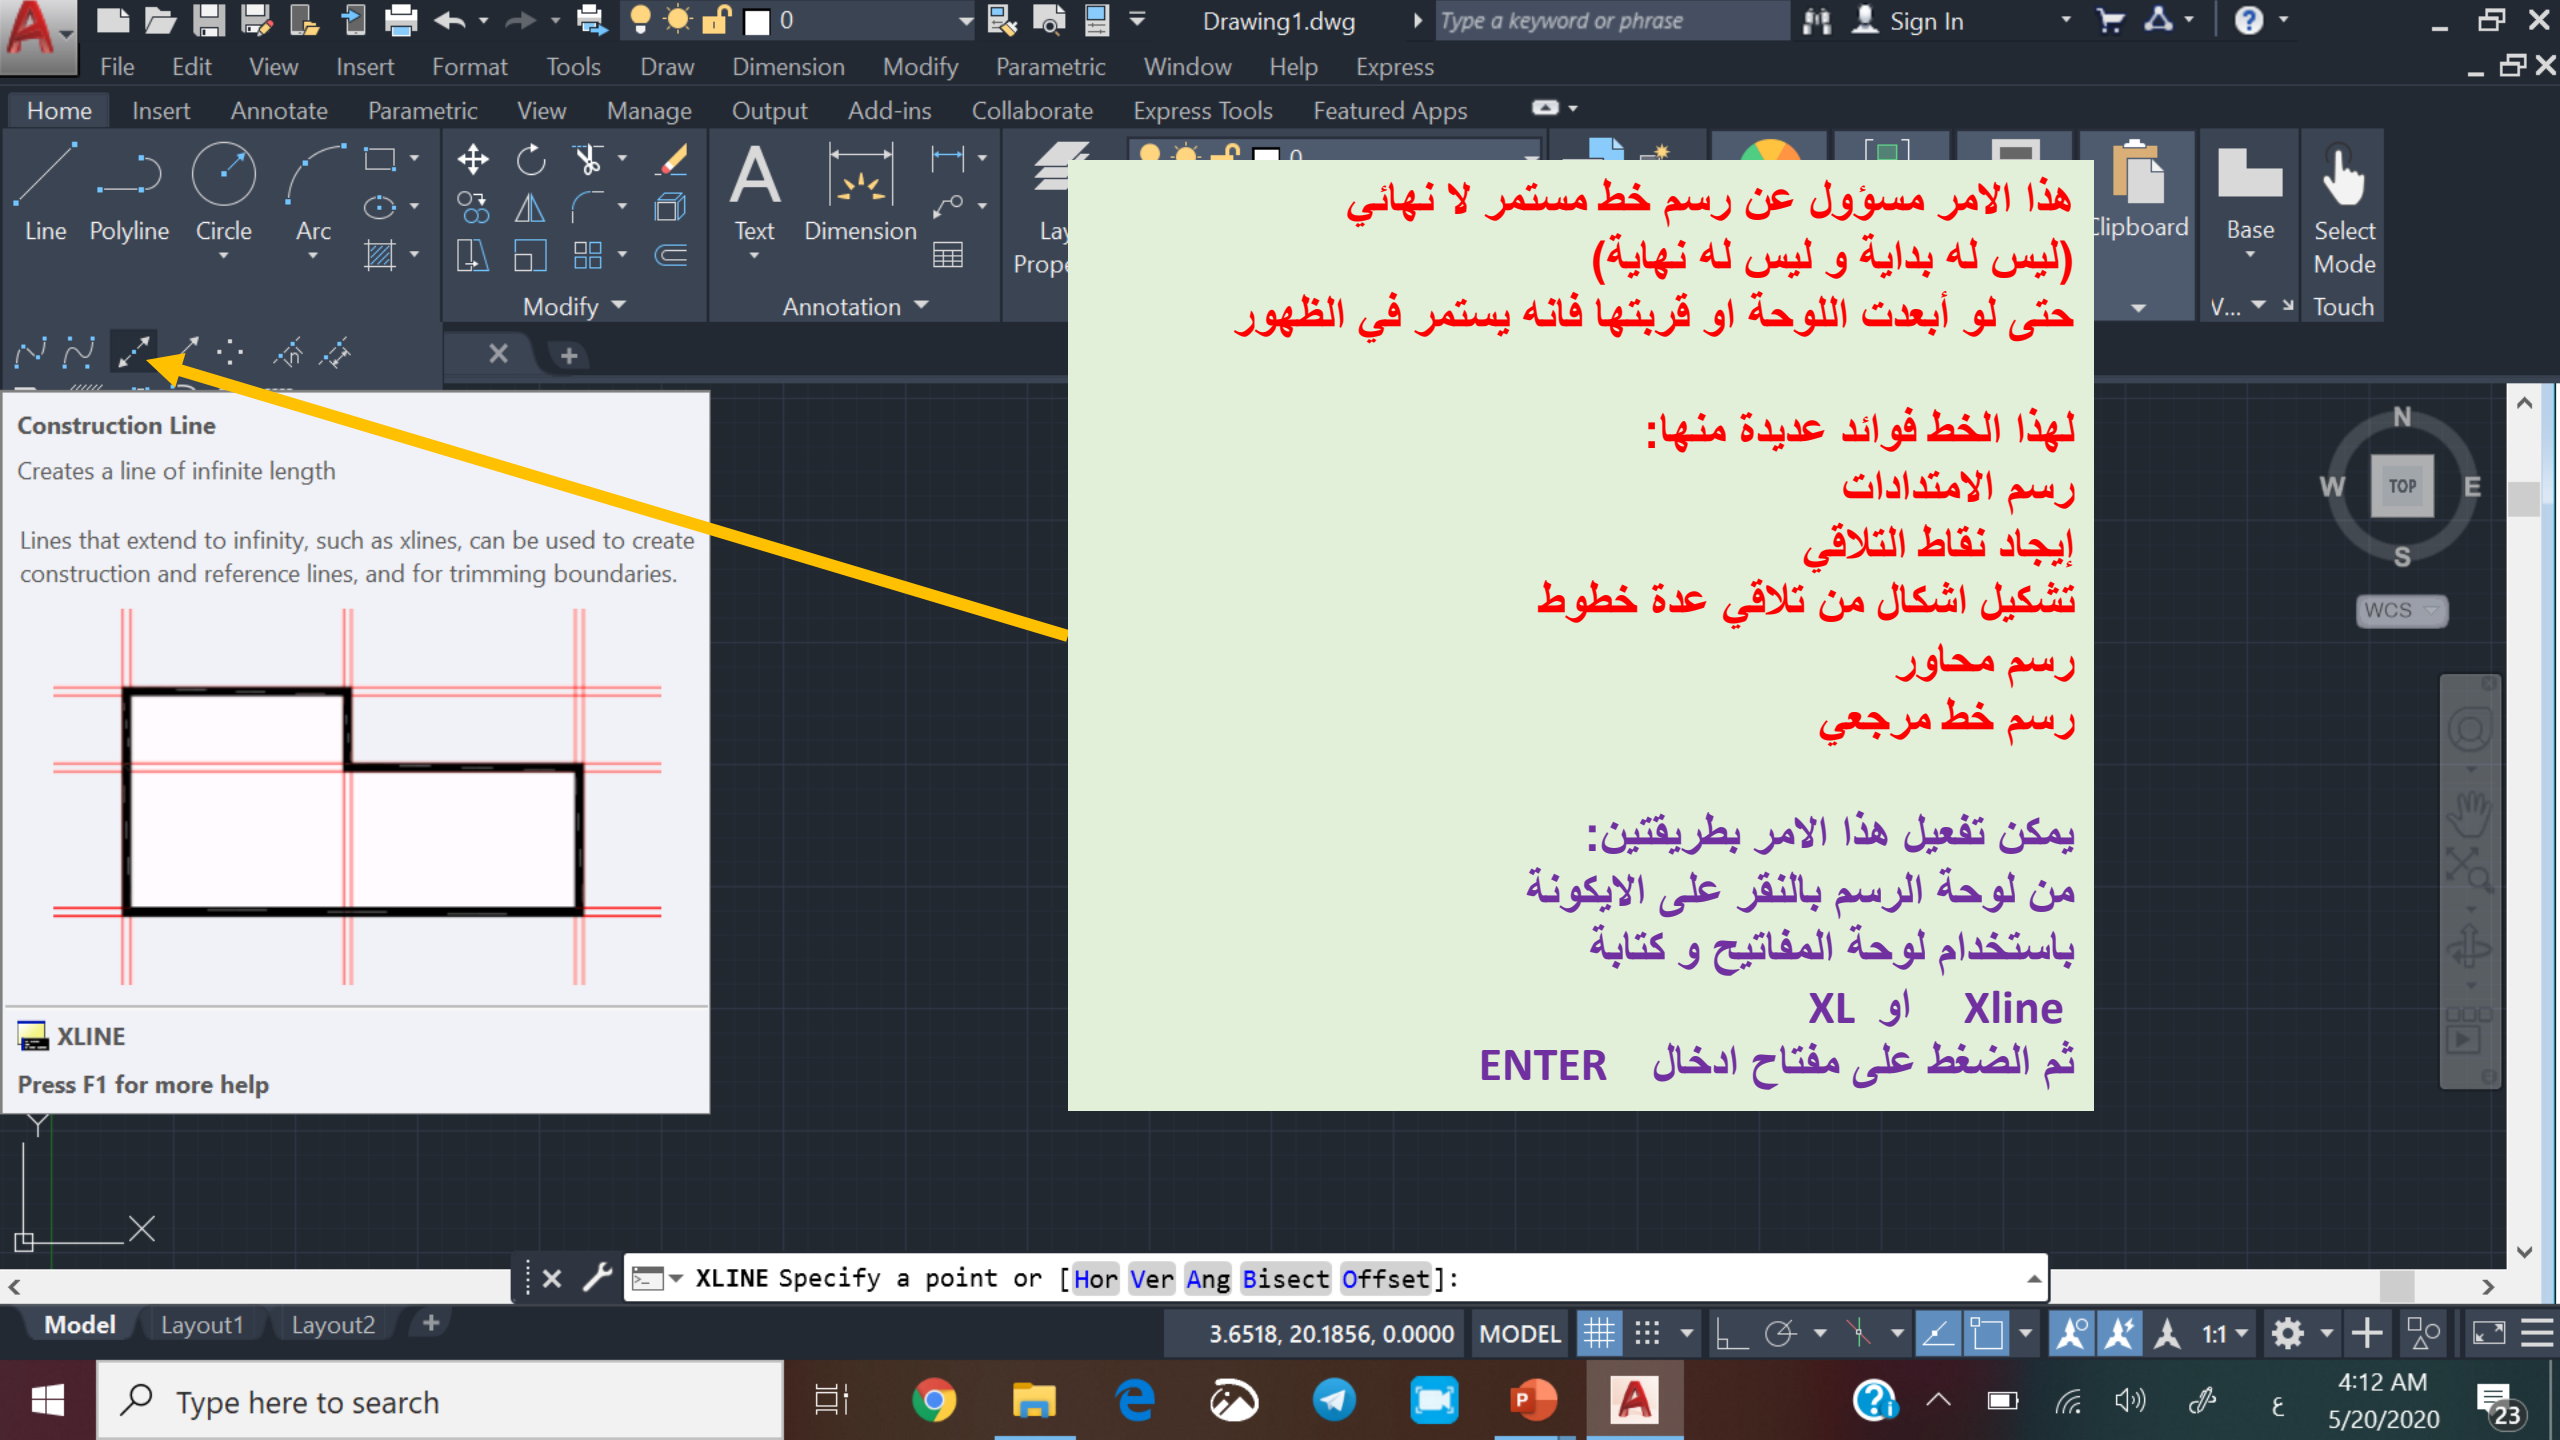 0
Drawing1.dwg
Type a keyword or phrase
Sign In
File Edit View Insert Format Tools Draw Dimension Modify Parametric Window Help Express
Home Insert Annotate Parametric View Manage Output Add-ins Collaborate Express Tools Featured Apps
Line Polyline Circle Arc
Text Dimension
Modify
Annotation
Clipboard
Base
Select
Mode
V...
Touch
هذا الامر مسؤول عن رسم خط مستمر لا نهائي
(ليس له بداية و ليس له نهاية)
حتى لو أبعدت اللوحة او قربتها فانه يستمر في الظهور
لهذا الخط فوائد عديدة منها:
رسم الامتدادات
إيجاد نقاط التلاقي
تشكيل اشكال من تلاقي عدة خطوط
رسم محاور
رسم خط مرجعي
يمكن تفعيل هذا الامر بطريقتين:
من لوحة الرسم بالنقر على الايكونة
باستخدام لوحة المفاتيح و كتابة
Xline او XL
ثم الضغط على مفتاح ادخال ENTER
Construction Line
Creates a line of infinite length
Lines that extend to infinity, such as xlines, can be used to create
construction and reference lines, and for trimming boundaries.
XLINE
Press F1 for more help
N
W TOP E
S
WCS
Y
X
XLINE Specify a point or [Hor Ver Ang Bisect Offset]:
Model Layout1 Layout2
3.6518, 20.1856, 0.0000 MODEL
1:1
Type here to search
ع
4:12 AM
5/20/2020
23